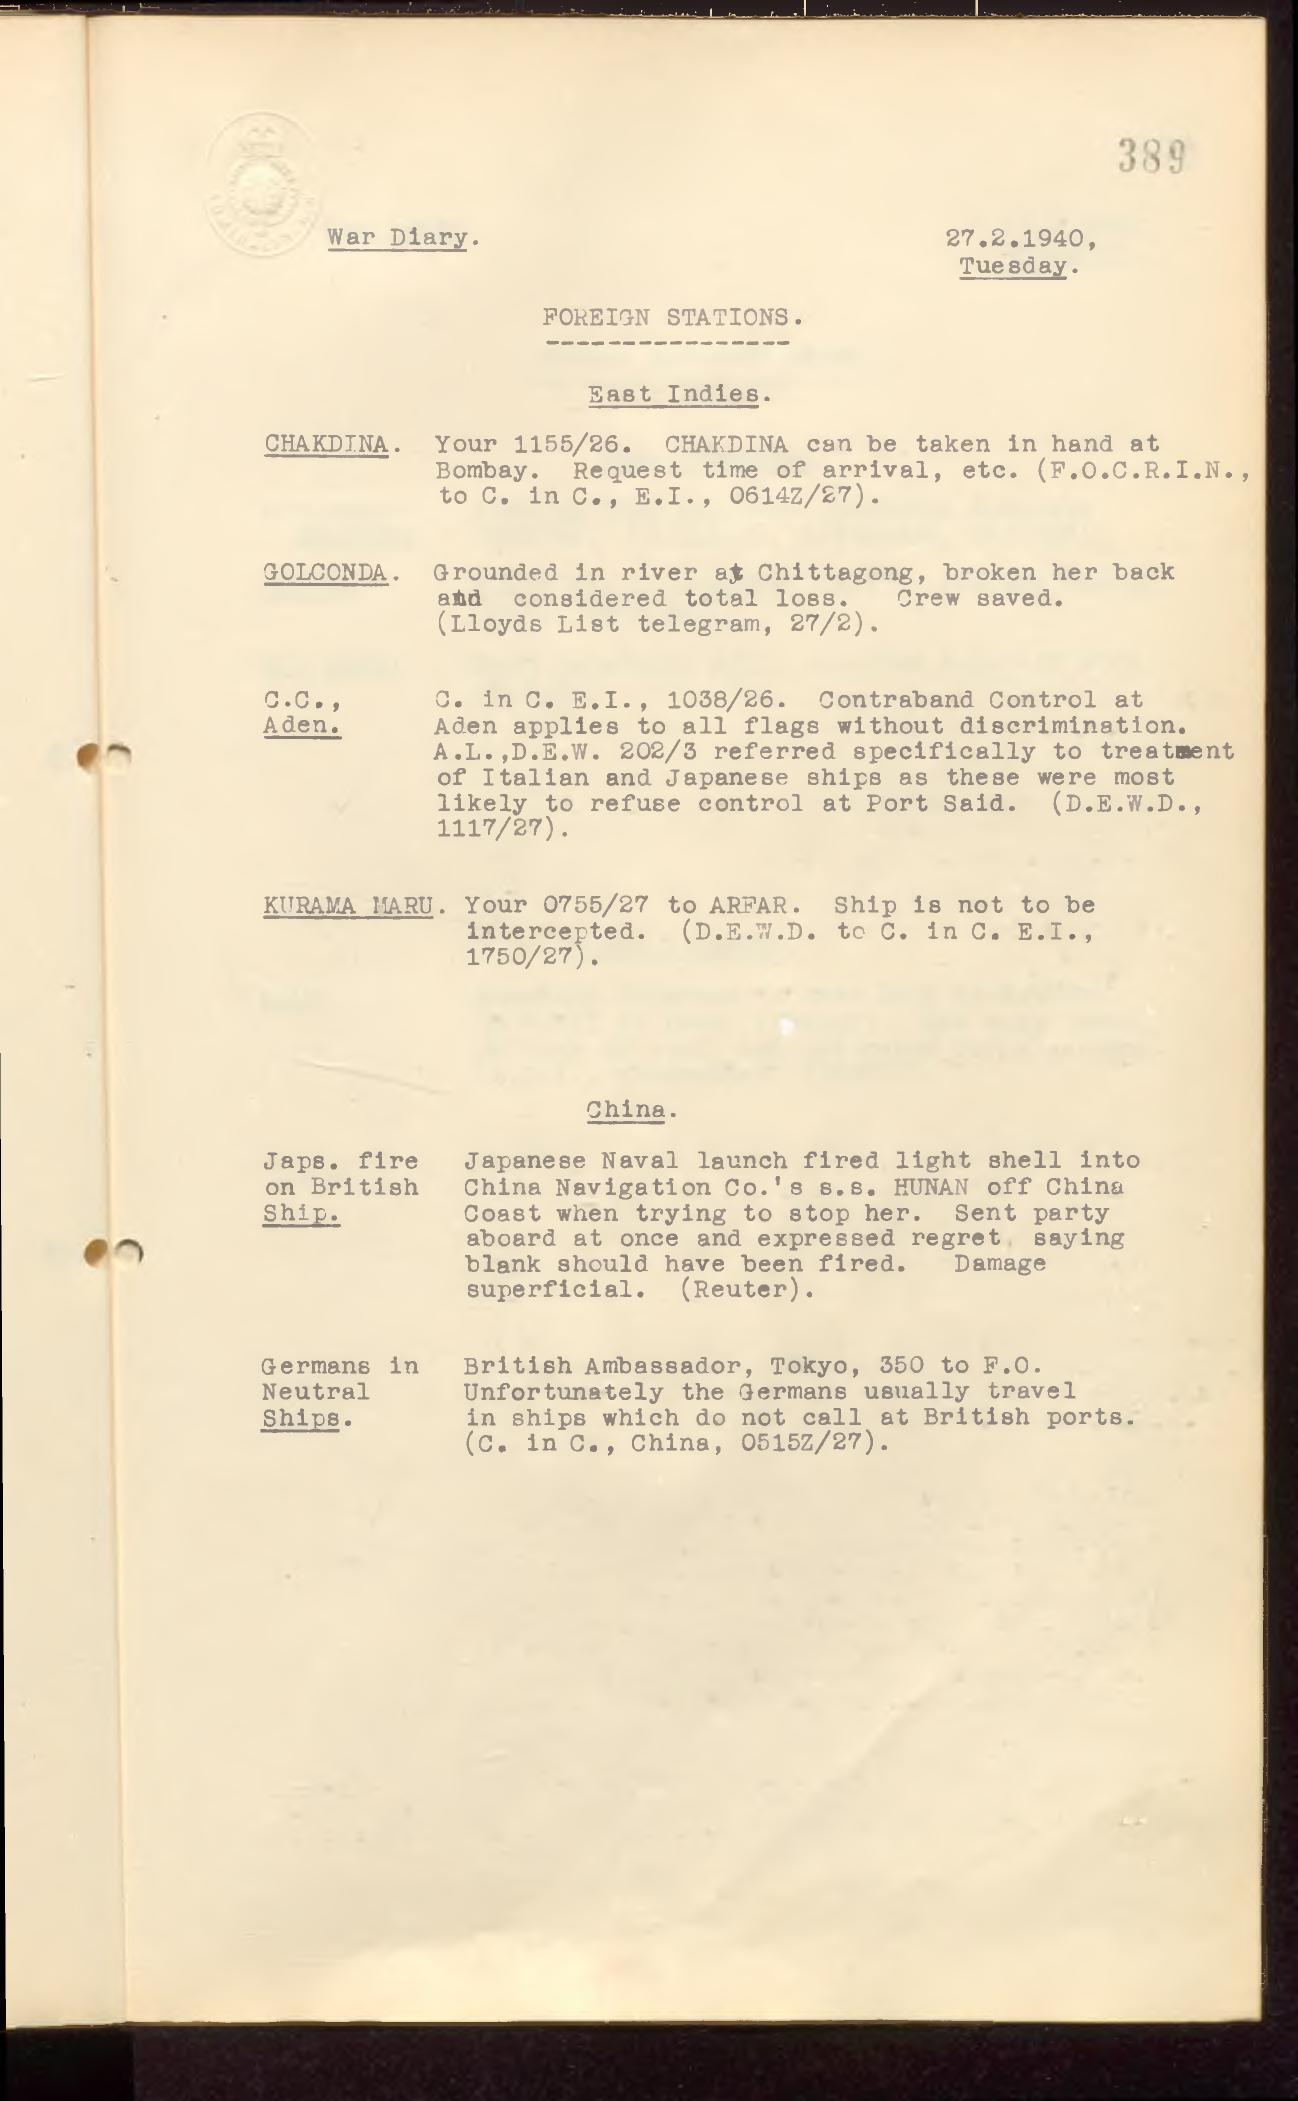 389
War Diary. 27.2.1940,
Tuesday.
FOREIGN STATIONS.
----------------
East Indies.
CHAKDINA. Your 1155/26. CHAKDINA can be taken in hand at
Bombay. Request time of arrival, etc. (F.O.C.R.I.N.,
to C. in C., E.I., 0614Z/27).
GOLCONDA. Grounded in river at Chittagong, broken her back
and considered total loss. Crew saved.
(Lloyds List telegram, 27/2).
C.C., C. in C. E.I., 1038/26. Contraband Control at
Aden. Aden applies to all flags without discrimination.
A.L.,D.E.W. 202/3 referred specifically to treatment
of Italian and Japanese ships as these were most
likely to refuse control at Port Said. (D.E.W.D.,
1117/27).
KURAMA MARU. Your 0755/27 to ARFAR. Ship is not to be
intercepted. (D.E.W.D. to C. in C. E.I.,
1750/27).
China.
Japs. fire Japanese Naval launch fired light shell into
on British China Navigation Co.'s s.s. HUNAN off China
Ship. Coast when trying to stop her. Sent party
aboard at once and expressed regret, saying
blank should have been fired. Damage
superficial. (Reuter).
Germans in British Ambassador, Tokyo, 350 to F.O.
Neutral Unfortunately the Germans usually travel
Ships. in ships which do not call at British ports.
(C. in C., China, 0515Z/27).